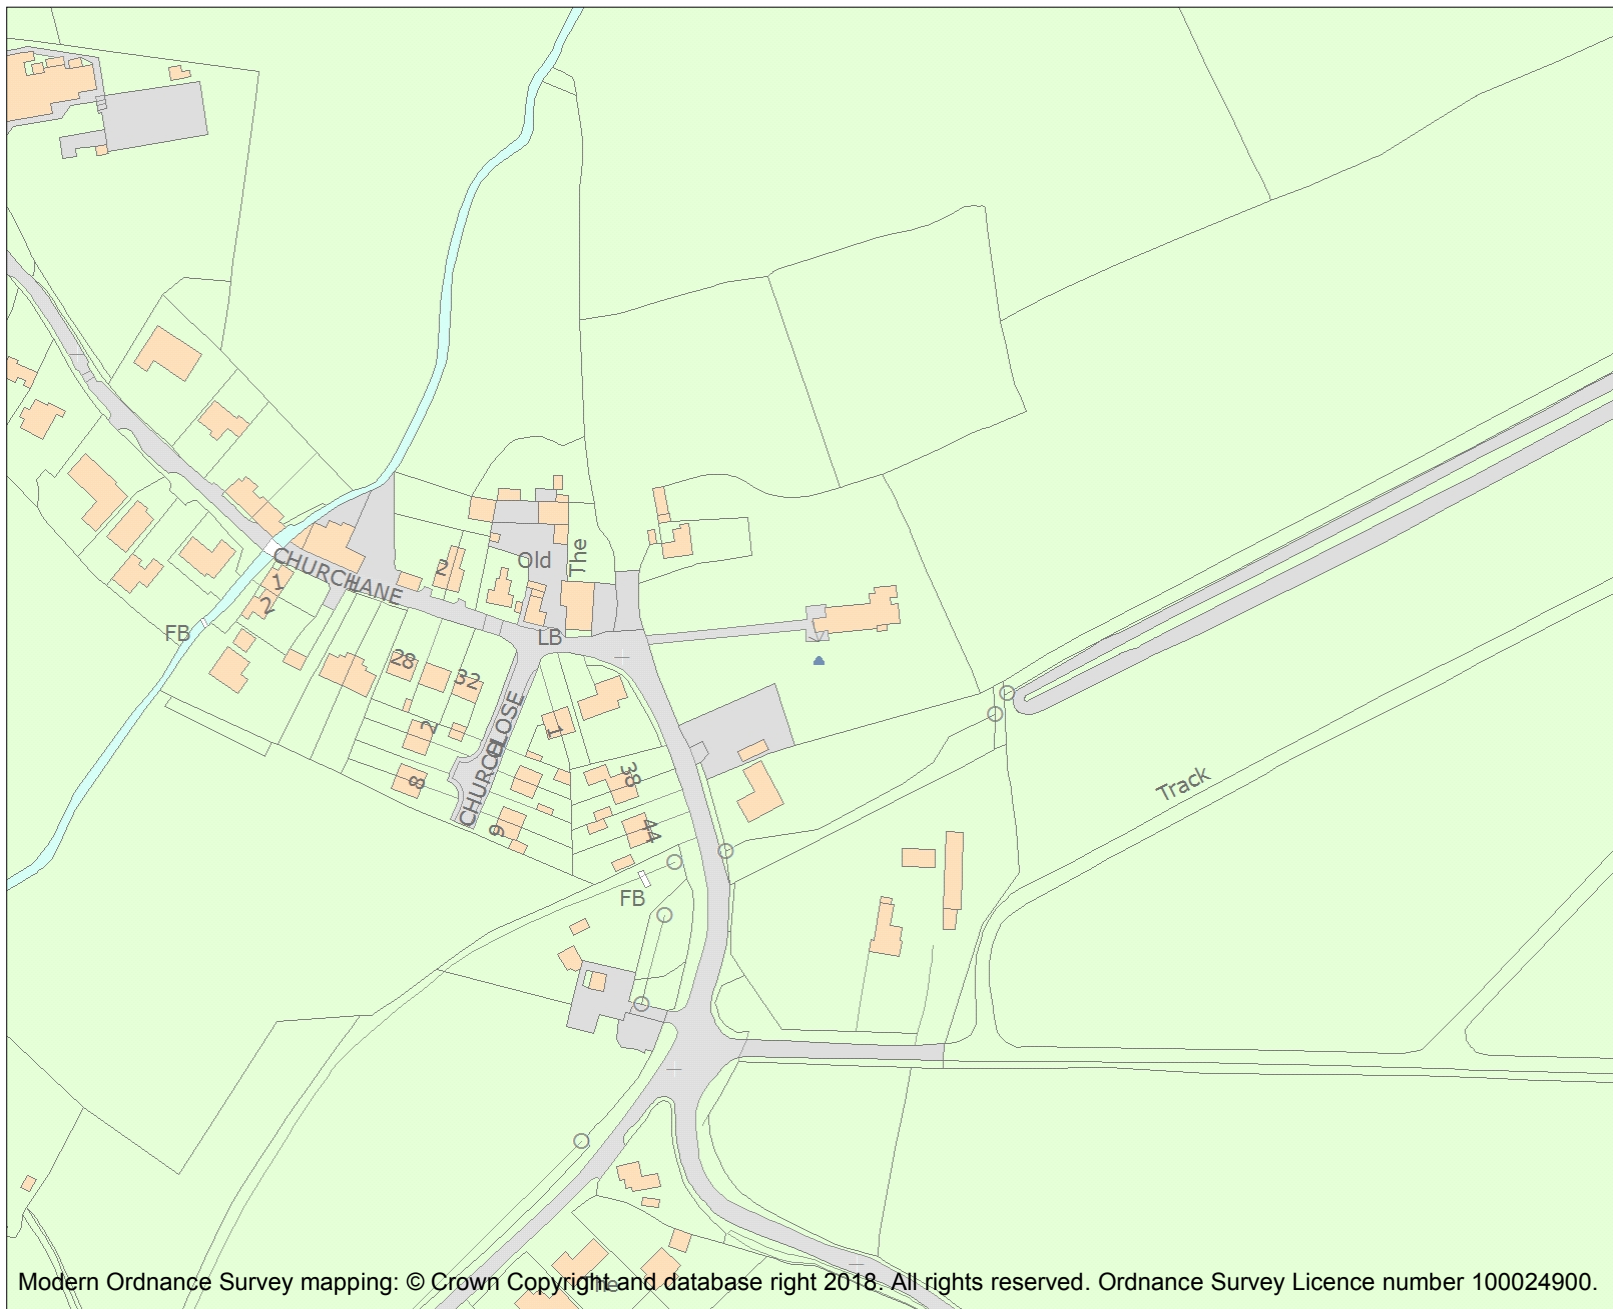 The
Old
CHURCH LANE
2
1
2
FB
LB
28
32
CHURCH CLOSE
2
1
8
38
9
44
Track
FB
The
Modern Ordnance Survey mapping: © Crown Copyright and database right 2018. All rights reserved. Ordnance Survey Licence number 100024900.